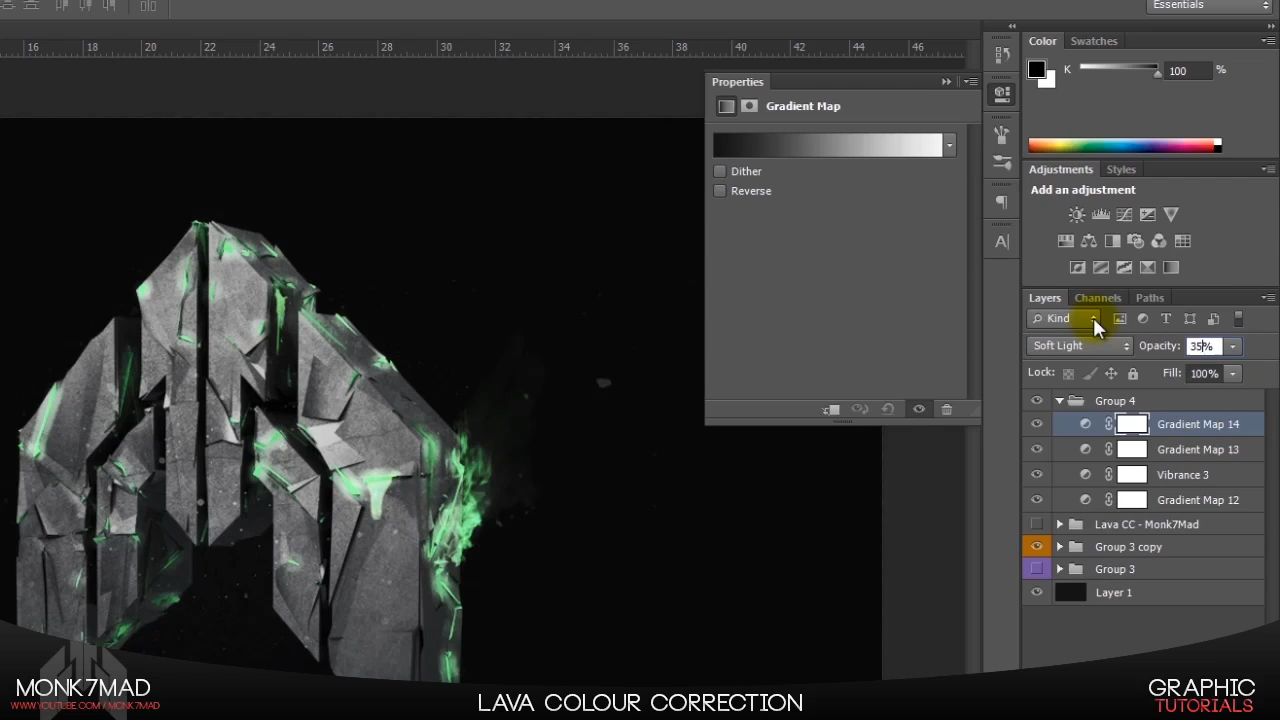 Essentials
16 18 20 22 24 26 28 30 32 34 36 38 40 42 44 46
Color Swatches
K 100 %
Properties
Gradient Map
Dither
Reverse
Adjustments Styles
Add an adjustment
Layers Channels Paths
Kind
Soft Light Opacity: 35%
Lock: Fill: 100%
Group 4
Gradient Map 14
Gradient Map 13
Vibrance 3
Gradient Map 12
Lava CC - Monk7Mad
Group 3 copy
Group 3
Layer 1
MONK7MAD
WWW.YOUTUBE.COM/MONK7MAD
LAVA COLOUR CORRECTION
GRAPHIC
TUTORIALS